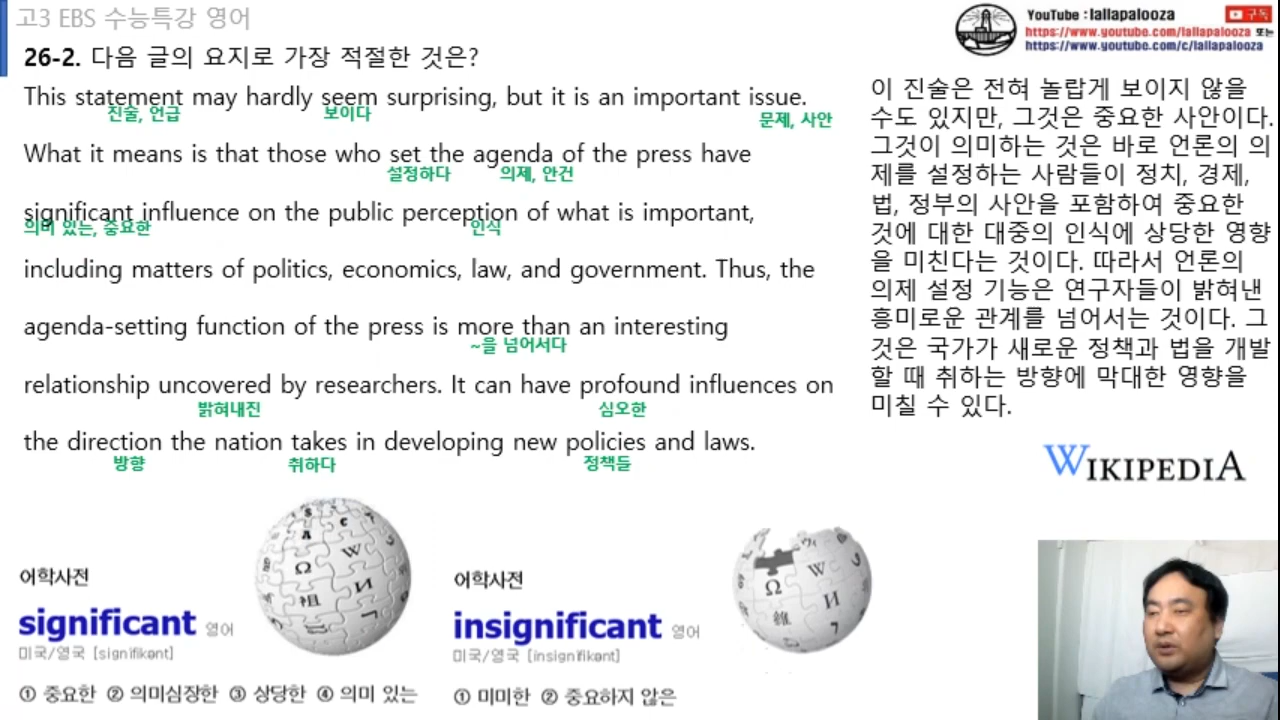 고3 EBS 수능특강 영어
YouTube : lallapalooza
구독
https://www.youtube.com/lallapalooza 또는
https://www.youtube.com/c/lallapalooza
26-2. 다음 글의 요지로 가장 적절한 것은?
This statement may hardly seem surprising, but it is an important issue.
진술, 언급 보이다 문제, 사안
What it means is that those who set the agenda of the press have
설정하다 의제, 안건
significant influence on the public perception of what is important,
의미 있는, 중요한 인식
including matters of politics, economics, law, and government. Thus, the
agenda-setting function of the press is more than an interesting
~을 넘어서다
relationship uncovered by researchers. It can have profound influences on
밝혀내진 심오한
the direction the nation takes in developing new policies and laws.
방향 취하다 정책들
이 진술은 전혀 놀랍게 보이지 않을
수도 있지만, 그것은 중요한 사안이다.
그것이 의미하는 것은 바로 언론의 의
제를 설정하는 사람들이 정치, 경제,
법, 정부의 사안을 포함하여 중요한
것에 대한 대중의 인식에 상당한 영향
을 미친다는 것이다. 따라서 언론의
의제 설정 기능은 연구자들이 밝혀낸
흥미로운 관계를 넘어서는 것이다. 그
것은 국가가 새로운 정책과 법을 개발
할 때 취하는 방향에 막대한 영향을
미칠 수 있다.
WIKIPEDIA
어학사전
significant 영어
미국/영국 [signifikənt]
① 중요한 ② 의미심장한 ③ 상당한 ④ 의미 있는
어학사전
insignificant 영어
미국/영국 [insignifikənt]
① 미미한 ② 중요하지 않은
Ω W И 7
Ω W И 7